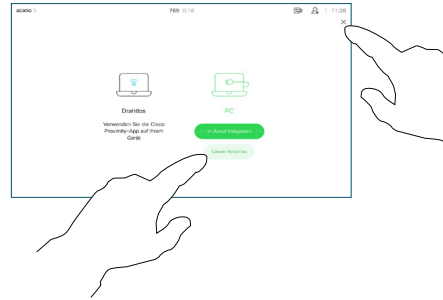 acano >
789 0:18
11:28
Drahtlos
Verwenden Sie die Cisco
Proximity-App auf Ihrem
Gerät
PC
In Anruf freigeben
Lokale Vorschau